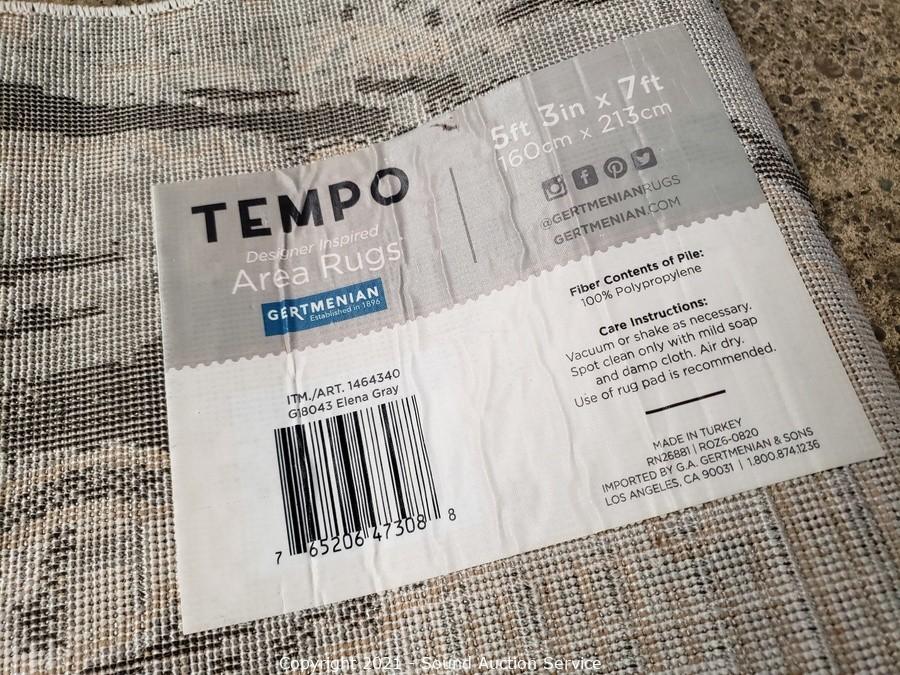 TEMPO
Designer Inspired
Area Rugs
GERTMENIAN
Established in 1896
5ft 3in x 7ft
160cm x 213cm
@GERTMENIANRUGS
GERTMENIAN.COM
ITM./ART. 1464340
G18043 Elena Gray
7 65206 47308 8
Fiber Contents of Pile:
100% Polypropylene
Care Instructions:
Vacuum or shake as necessary.
Spot clean only with mild soap
and damp cloth. Air dry.
Use of rug pad is recommended.
MADE IN TURKEY
RN26881 | ROZ6-0820
IMPORTED BY G.A. GERTMENIAN & SONS
LOS ANGELES, CA 90031 | 1.800.874.1236
Copyright 2021 - Sound Auction Service